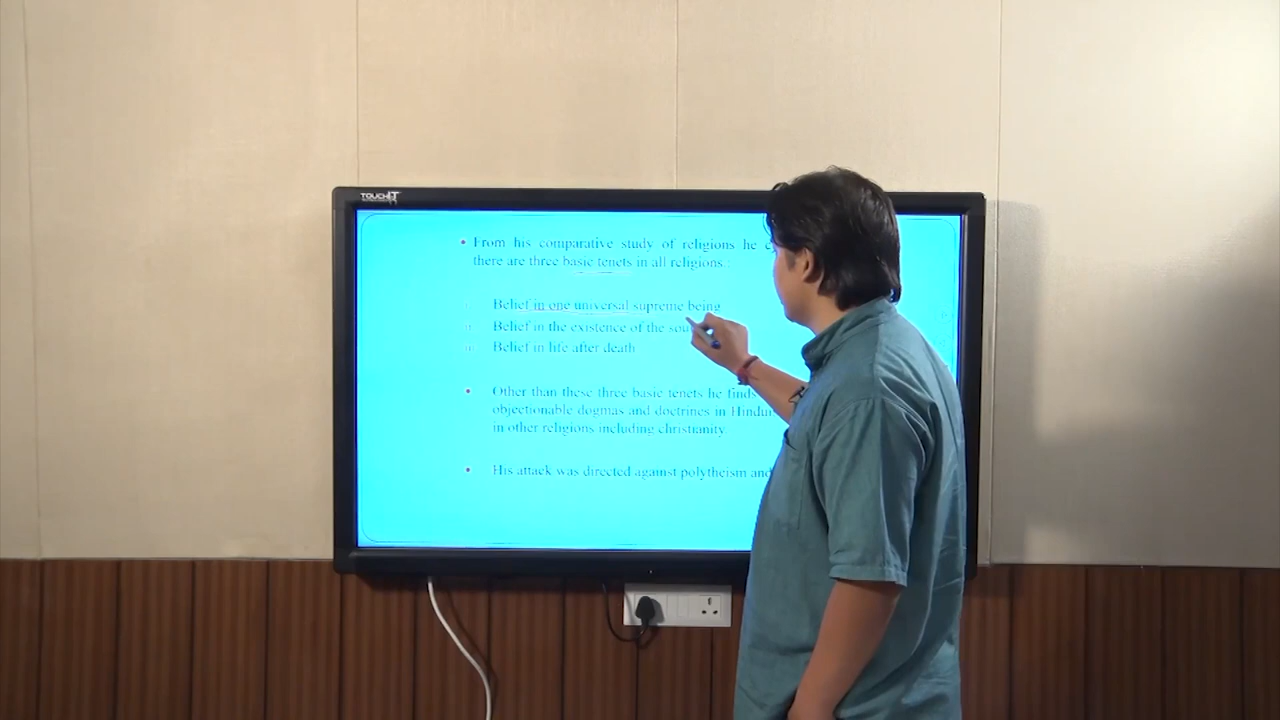 TOUCHIT
• From his comparative study of religions he
there are three basic tenets in all religions.:
Belief in one universal supreme being
Belief in the existence of the
Belief in life after death
• Other than these three basic tenets he finds
objectionable dogmas and doctrines in
in other religions including christianity.
• His attack was directed against polytheism and